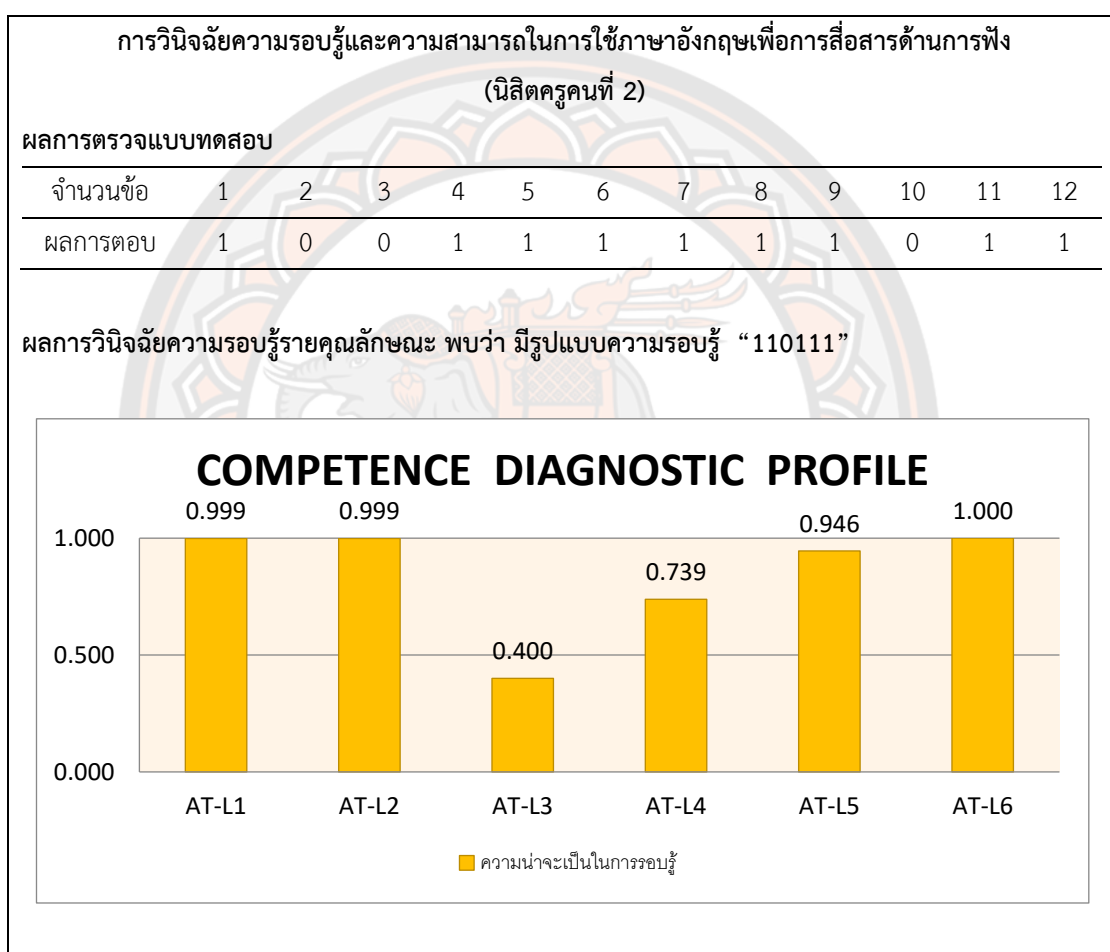 การวินิจฉัยความรอบรู้และความสามารถในการใช้ภาษาอังกฤษเพื่อการสื่อสารด้านการฟัง
(นิสิตครูคนที่ 2)
ผลการตรวจแบบทดสอบ
จำนวนข้อ 1 2 3 4 5 6 7 8 9 10 11 12
ผลการตอบ 1 0 0 1 1 1 1 1 1 0 1 1
ผลการวินิจฉัยความรอบรู้รายคุณลักษณะ พบว่า มีรูปแบบความรอบรู้ “110111”
COMPETENCE DIAGNOSTIC PROFILE
0.999 0.999 0.400 0.739 0.946 1.000
1.000
0.500
0.000
AT-L1 AT-L2 AT-L3 AT-L4 AT-L5 AT-L6
ความน่าจะเป็นในการรอบรู้